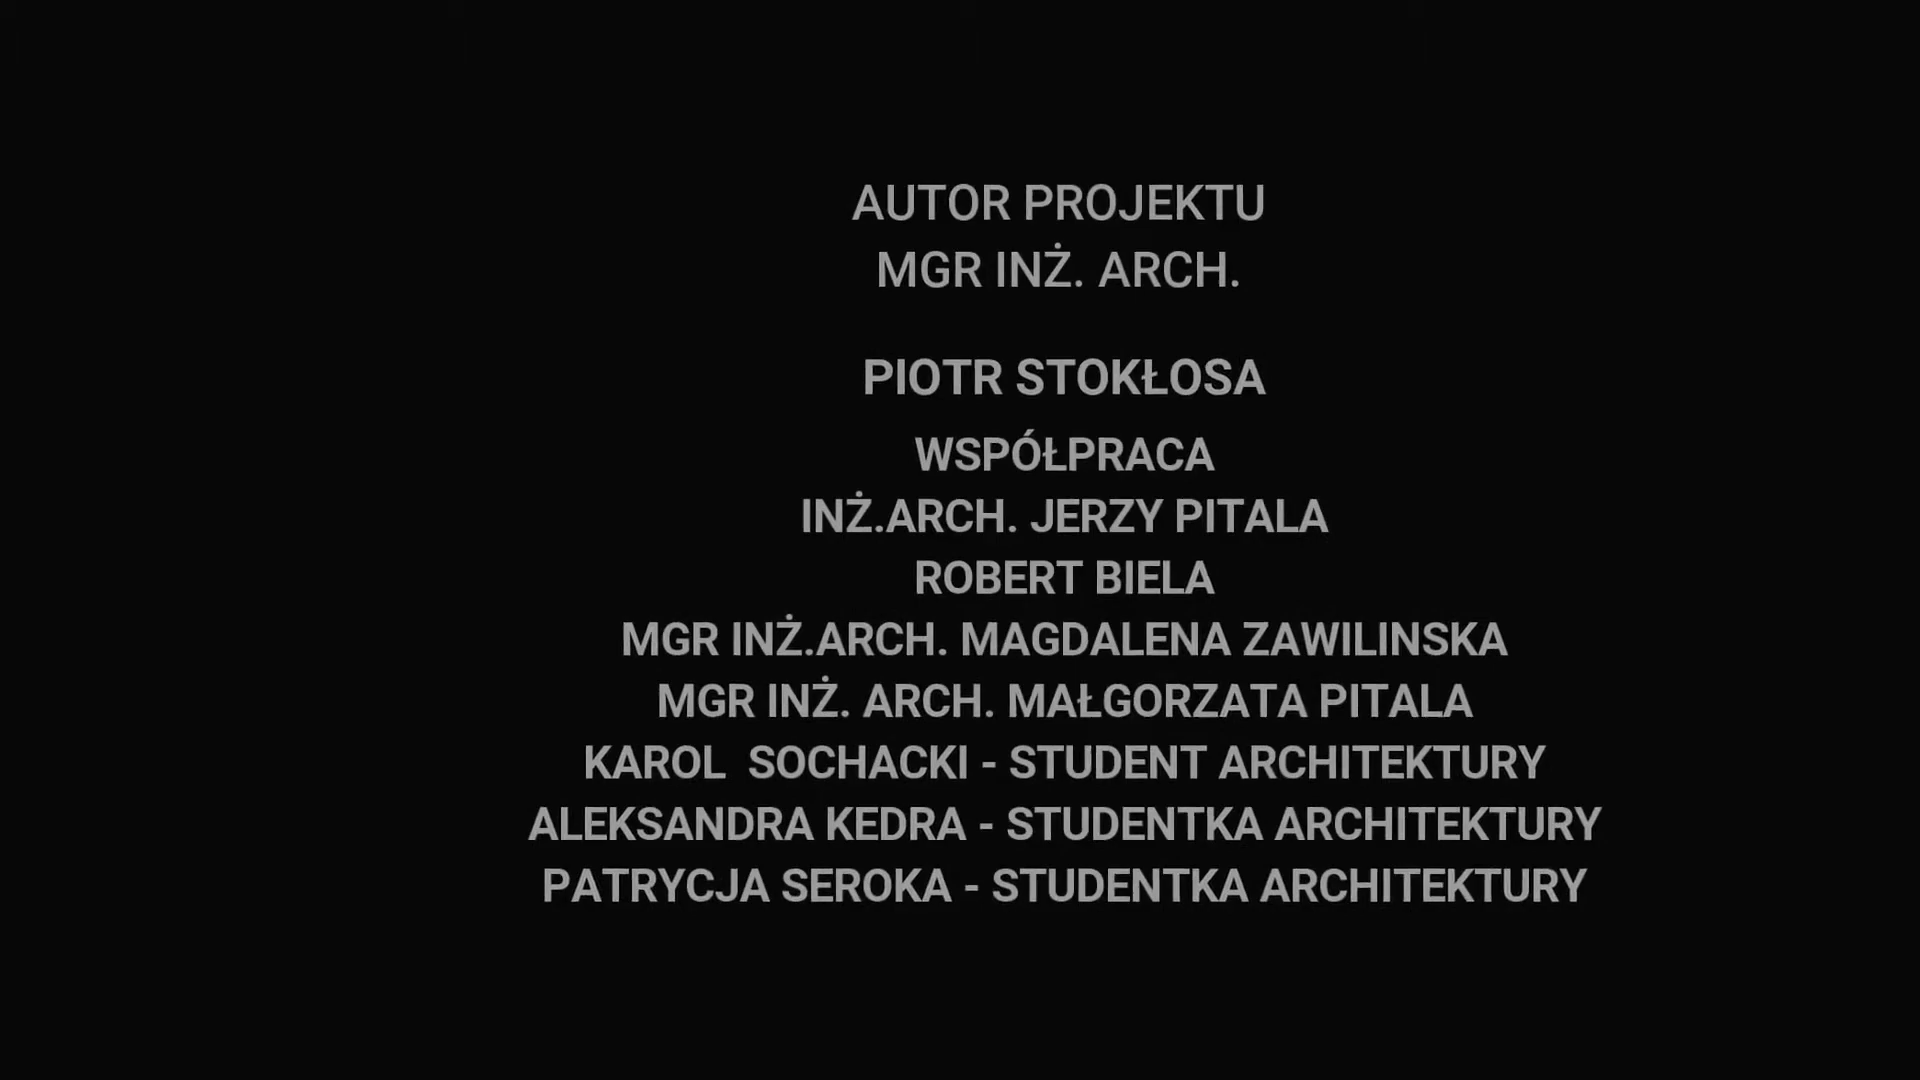 AUTOR PROJEKTU
MGR INŻ. ARCH.
PIOTR STOKŁOSA
WSPÓŁPRACA
INŻ.ARCH. JERZY PITALA
ROBERT BIELA
MGR INŻ.ARCH. MAGDALENA ZAWILINSKA
MGR INŻ. ARCH. MAŁGORZATA PITALA
KAROL  SOCHACKI - STUDENT ARCHITEKTURY
ALEKSANDRA KEDRA - STUDENTKA ARCHITEKTURY
PATRYCJA SEROKA - STUDENTKA ARCHITEKTURY